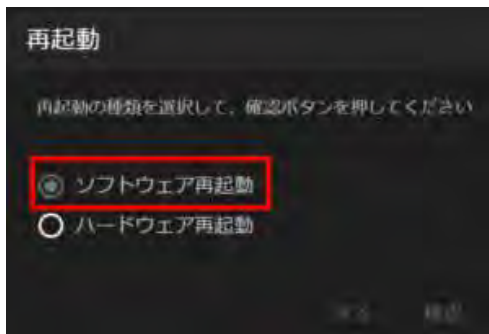 再起動
再起動の種類を選択して、確認ボタンを押してください
ソフトウェア再起動
ハードウェア再起動
確認